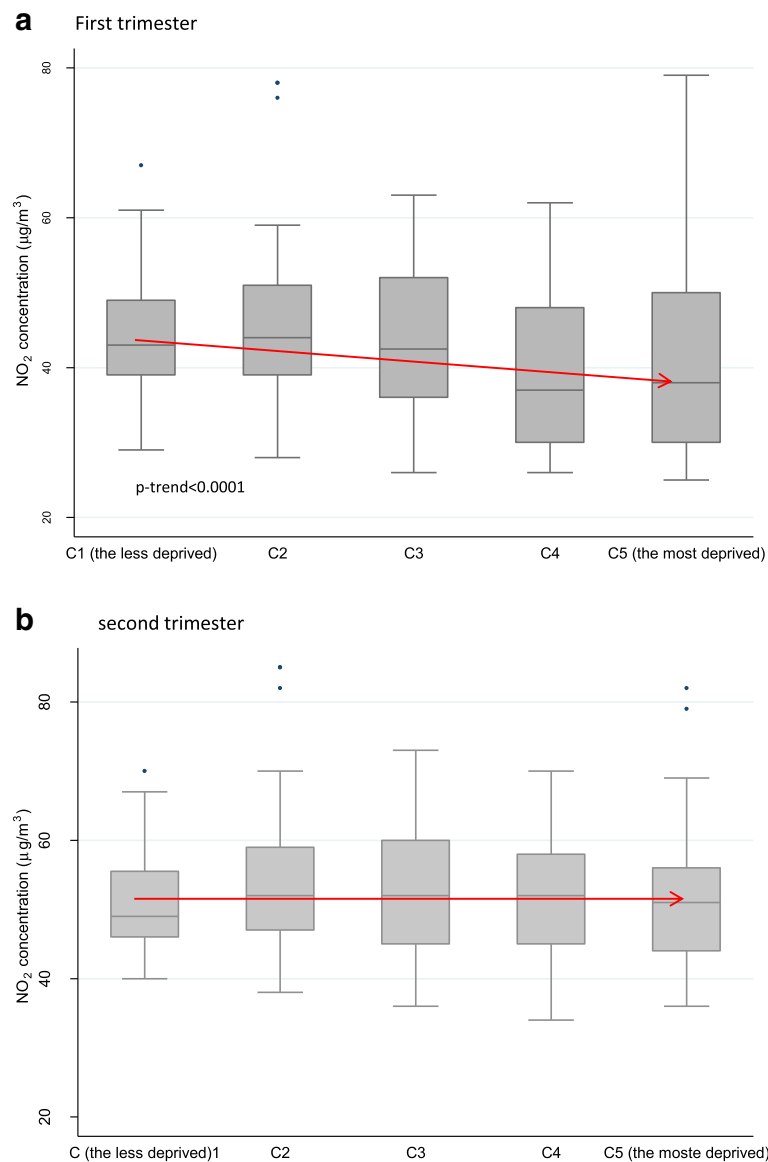 a First trimester
80
60
40
20
NO2 concentration (µg/m³)
p-trend<0.0001
C1 (the less deprived) C2 C3 C4 C5 (the most deprived)
b second trimester
80
60
40
20
NO2 concentration (µg/m³)
C (the less deprived)1 C2 C3 C4 C5 (the moste deprived)